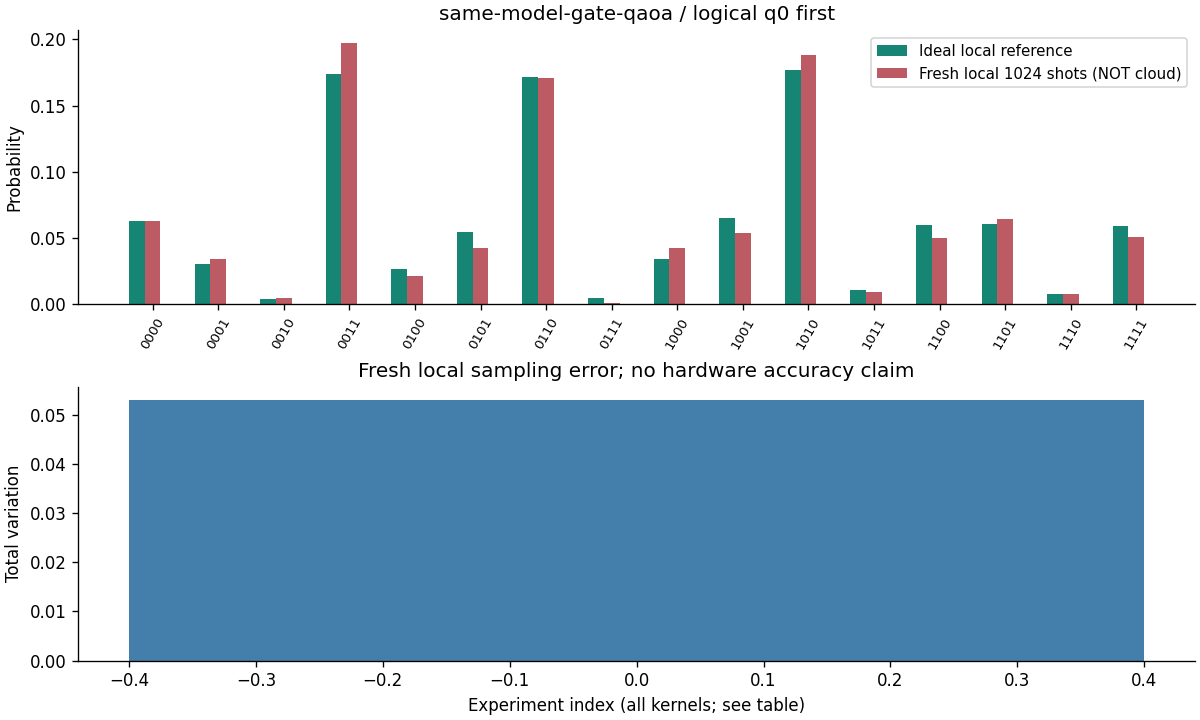 same-model-gate-qaoa / logical q0 first
Ideal local reference
Fresh local 1024 shots (NOT cloud)
Probability
0.20
0.15
0.10
0.05
0.00
0000 0001 0010 0011 0100 0101 0110 0111 1000 1001 1010 1011 1100 1101 1110 1111
Fresh local sampling error; no hardware accuracy claim
Total variation
0.05
0.04
0.03
0.02
0.01
0.00
−0.4 −0.3 −0.2 −0.1 0.0 0.1 0.2 0.3 0.4
Experiment index (all kernels; see table)